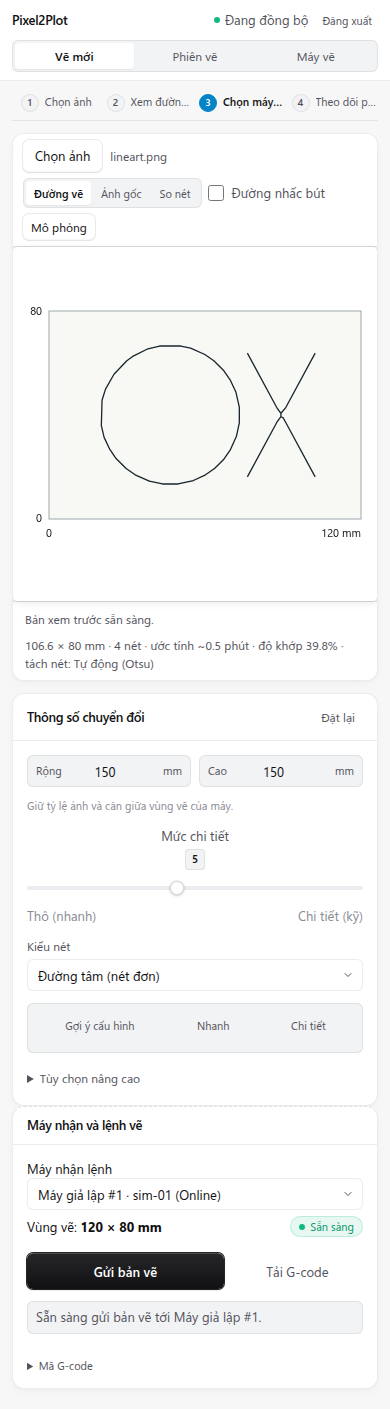 Pixel2Plot
Đang đồng bộ
Đăng xuất
Vẽ mới
Phiên vẽ
Máy vẽ
1 Chọn ảnh
2 Xem đườn...
3 Chọn máy...
4 Theo dõi p...
Chọn ảnh
lineart.png
Đường vẽ
Ảnh gốc
So nét
Đường nhấc bút
Mô phỏng
80
0
0
120 mm
Bản xem trước sẵn sàng.
106.6 × 80 mm · 4 nét · ước tính ~0.5 phút · độ khớp 39.8% ·
tách nét: Tự động (Otsu)
Thông số chuyển đổi
Đặt lại
Rộng 150 mm
Cao 150 mm
Giữ tỷ lệ ảnh và căn giữa vùng vẽ của máy.
Mức chi tiết
5
Thô (nhanh)
Chi tiết (kỹ)
Kiểu nét
Đường tâm (nét đơn)
Gợi ý cấu hình
Nhanh
Chi tiết
Tùy chọn nâng cao
Máy nhận và lệnh vẽ
Máy nhận lệnh
Máy giả lập #1 · sim-01 (Online)
Vùng vẽ: 120 × 80 mm
Sẵn sàng
Gửi bản vẽ
Tải G-code
Sẵn sàng gửi bản vẽ tới Máy giả lập #1.
Mã G-code